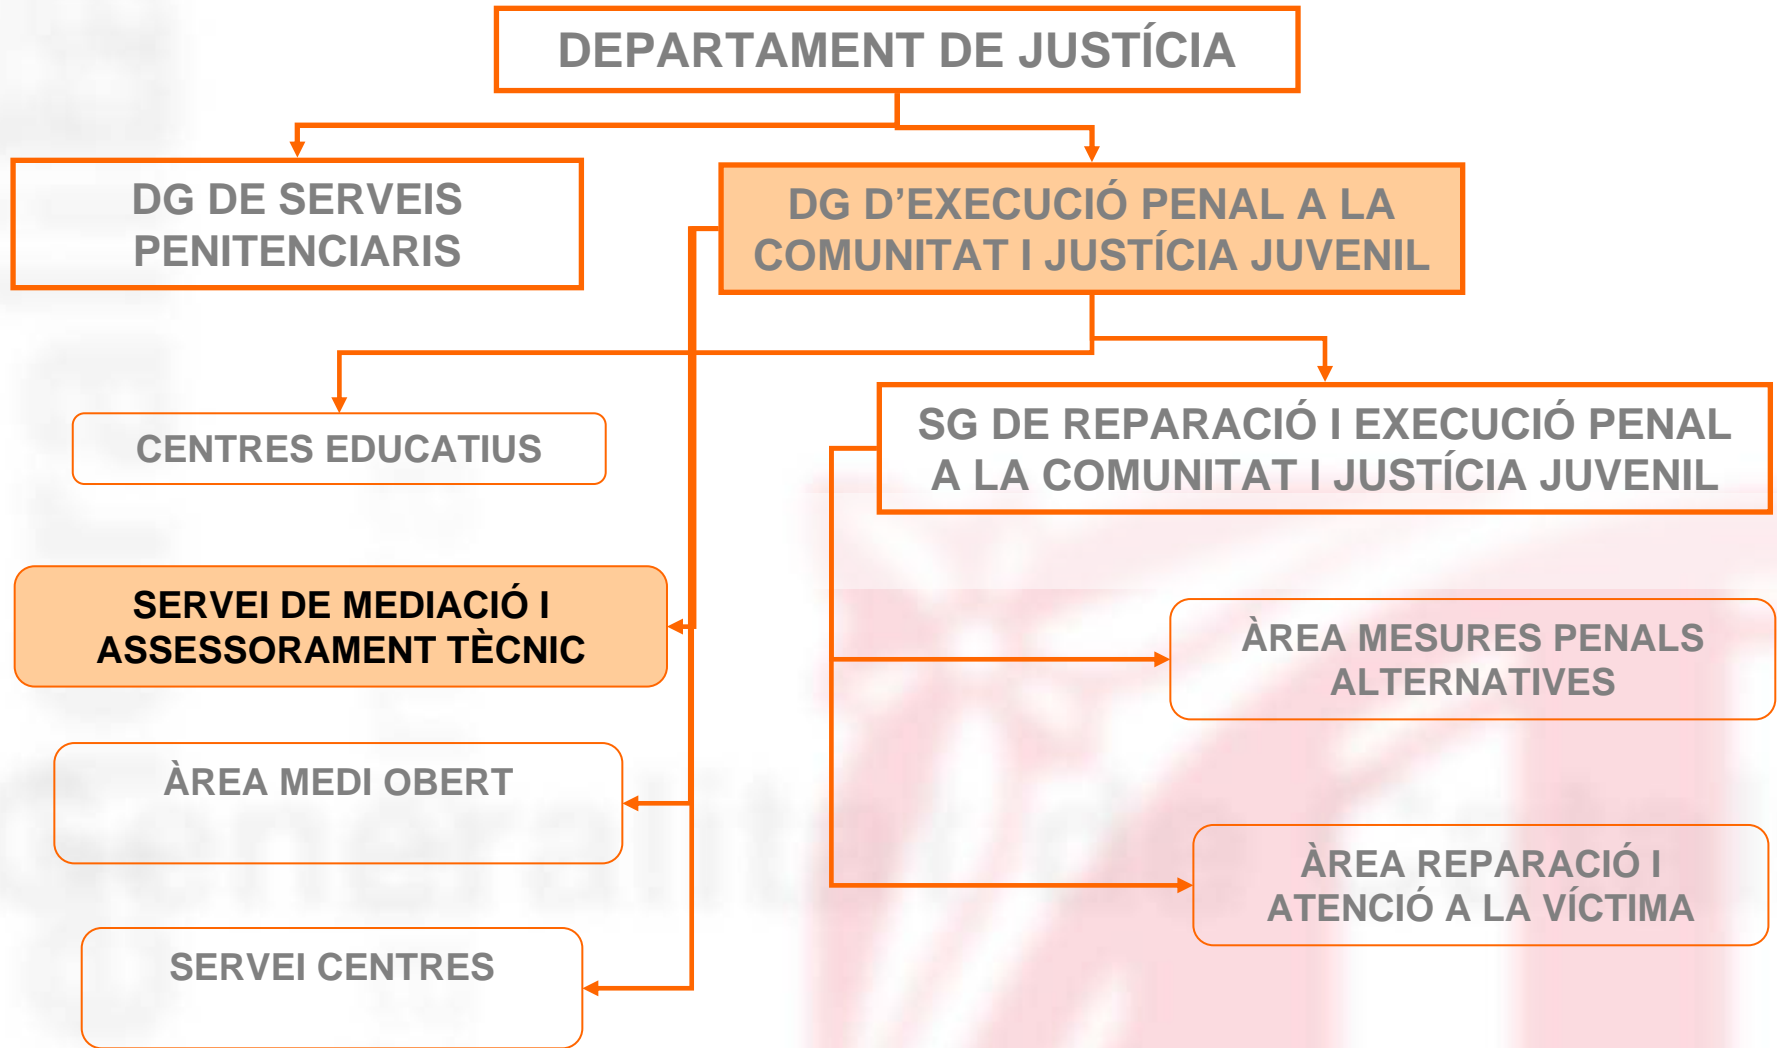 DEPARTAMENT DE JUSTÍCIA
DG DE SERVEIS
PENITENCIARIS
DG D’EXECUCIÓ PENAL A LA
COMUNITAT I JUSTÍCIA JUVENIL
CENTRES EDUCATIUS
SG DE REPARACIÓ I EXECUCIÓ PENAL
A LA COMUNITAT I JUSTÍCIA JUVENIL
SERVEI DE MEDIACIÓ I
ASSESSORAMENT TÈCNIC
ÀREA MESURES PENALS
ALTERNATIVES
ÀREA MEDI OBERT
ÀREA REPARACIÓ I
ATENCIÓ A LA VÍCTIMA
SERVEI CENTRES